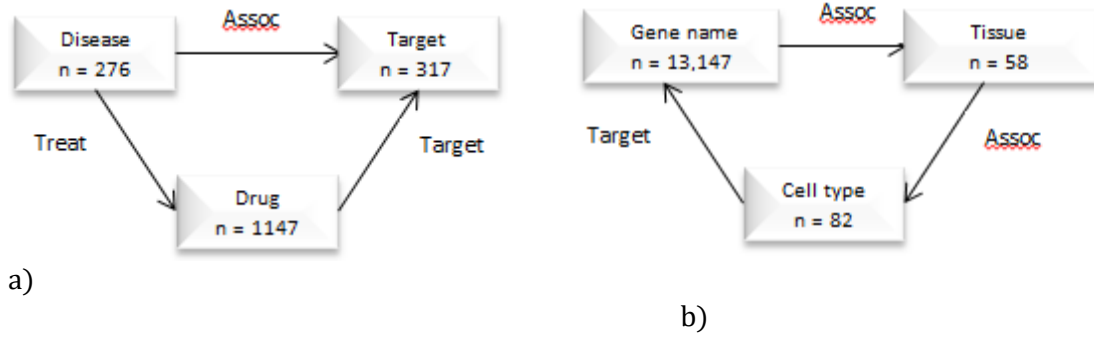 Assoc
Disease
n = 276
Target
n = 317
Treat
Target
Drug
n = 1147
a)
Assoc
Gene name
n = 13,147
Tissue
n = 58
Target
Assoc
Cell type
n = 82
b)